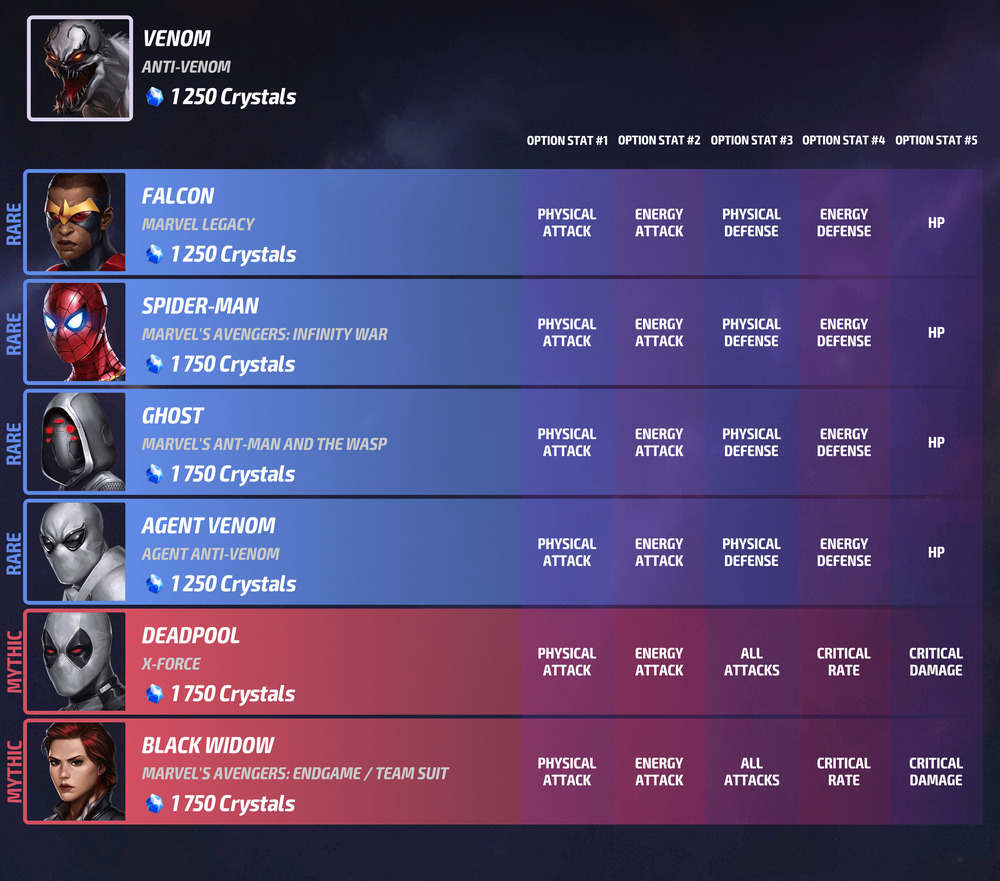 VENOM
ANTI-VENOM
1 250 Crystals
OPTION STAT #1 OPTION STAT #2 OPTION STAT #3 OPTION STAT #4 OPTION STAT #5
RARE
FALCON
MARVEL LEGACY
1 250 Crystals
PHYSICAL ATTACK
ENERGY ATTACK
PHYSICAL DEFENSE
ENERGY DEFENSE
HP
RARE
SPIDER-MAN
MARVEL'S AVENGERS: INFINITY WAR
1 750 Crystals
PHYSICAL ATTACK
ENERGY ATTACK
PHYSICAL DEFENSE
ENERGY DEFENSE
HP
RARE
GHOST
MARVEL'S ANT-MAN AND THE WASP
1 750 Crystals
PHYSICAL ATTACK
ENERGY ATTACK
PHYSICAL DEFENSE
ENERGY DEFENSE
HP
RARE
AGENT VENOM
AGENT ANTI-VENOM
1 250 Crystals
PHYSICAL ATTACK
ENERGY ATTACK
PHYSICAL DEFENSE
ENERGY DEFENSE
HP
MYTHIC
DEADPOOL
X-FORCE
1 750 Crystals
PHYSICAL ATTACK
ENERGY ATTACK
ALL ATTACKS
CRITICAL RATE
CRITICAL DAMAGE
MYTHIC
BLACK WIDOW
MARVEL'S AVENGERS: ENDGAME / TEAM SUIT
1 750 Crystals
PHYSICAL ATTACK
ENERGY ATTACK
ALL ATTACKS
CRITICAL RATE
CRITICAL DAMAGE